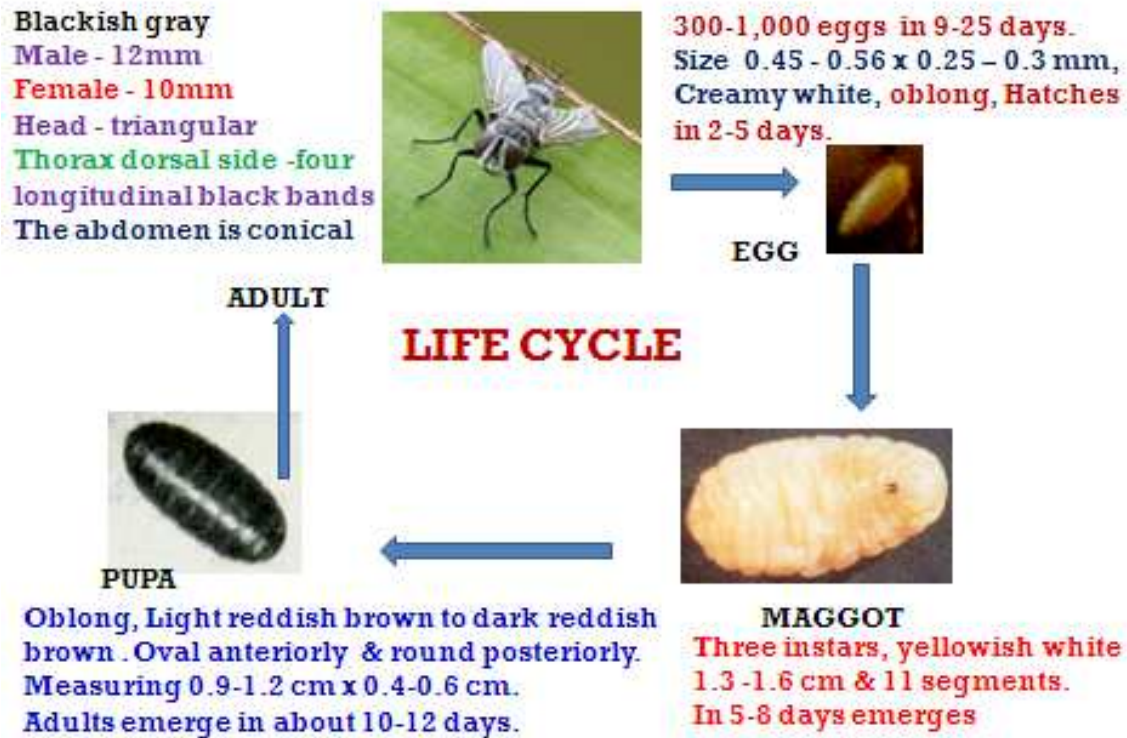 Blackish gray
Male - 12mm
Female - 10mm
Head - triangular
Thorax dorsal side -four
longitudinal black bands
The abdomen is conical
ADULT
300-1,000 eggs in 9-25 days.
Size 0.45 - 0.56 x 0.25 – 0.3 mm,
Creamy white, oblong, Hatches
in 2-5 days.
EGG
LIFE CYCLE
MAGGOT
Three instars, yellowish white
1.3 -1.6 cm & 11 segments.
In 5-8 days emerges
PUPA
Oblong, Light reddish brown to dark reddish
brown . Oval anteriorly & round posteriorly.
Measuring 0.9-1.2 cm x 0.4-0.6 cm.
Adults emerge in about 10-12 days.